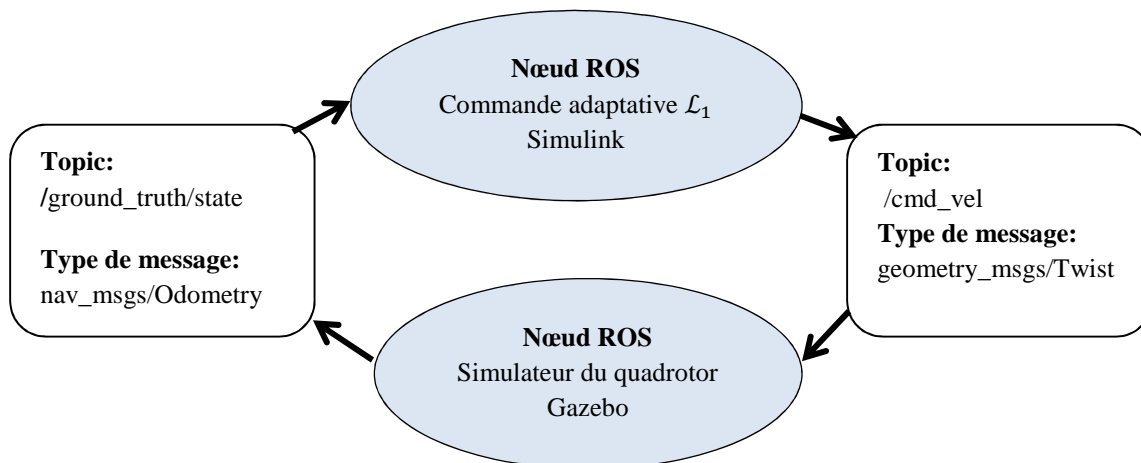 Nœud ROS
Commande adaptative ℒ₁
Simulink
Topic:
/ground_truth/state
Type de message:
nav_msgs/Odometry
Topic:
/cmd_vel
Type de message:
geometry_msgs/Twist
Nœud ROS
Simulateur du quadrotor
Gazebo